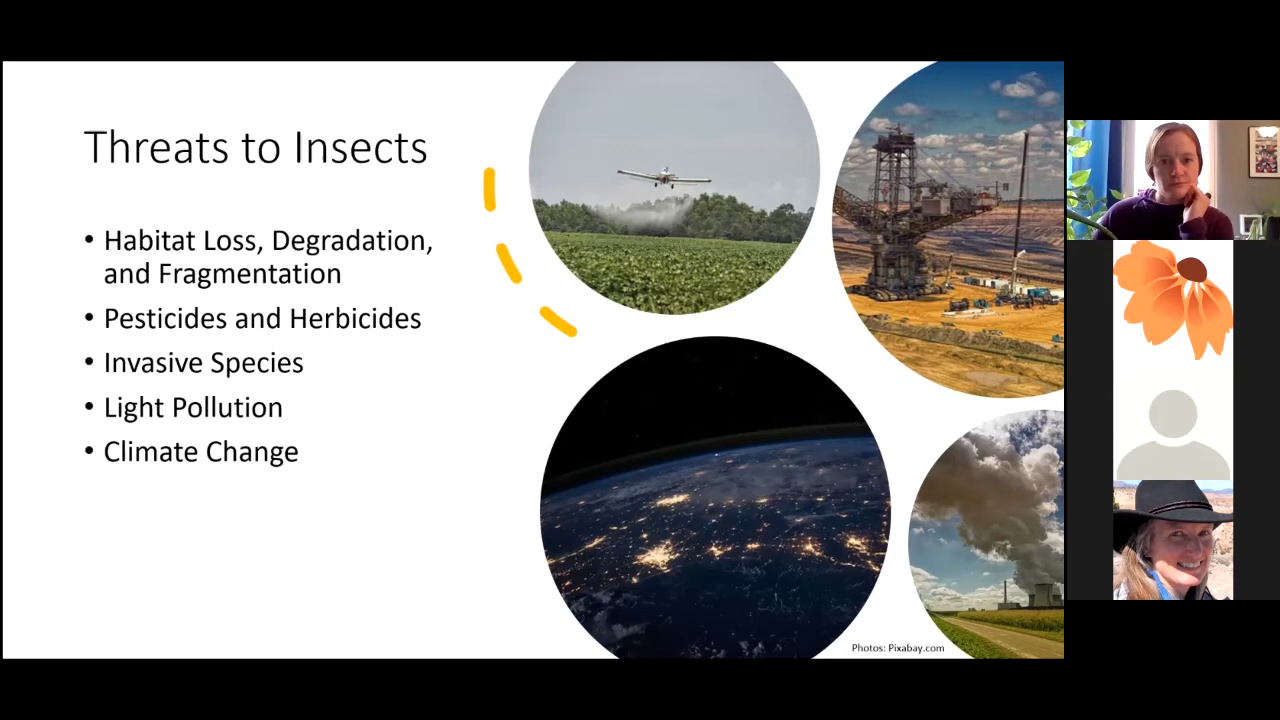 Threats to Insects
• Habitat Loss, Degradation,
and Fragmentation
• Pesticides and Herbicides
• Invasive Species
• Light Pollution
• Climate Change
Photos: Pixabay.com